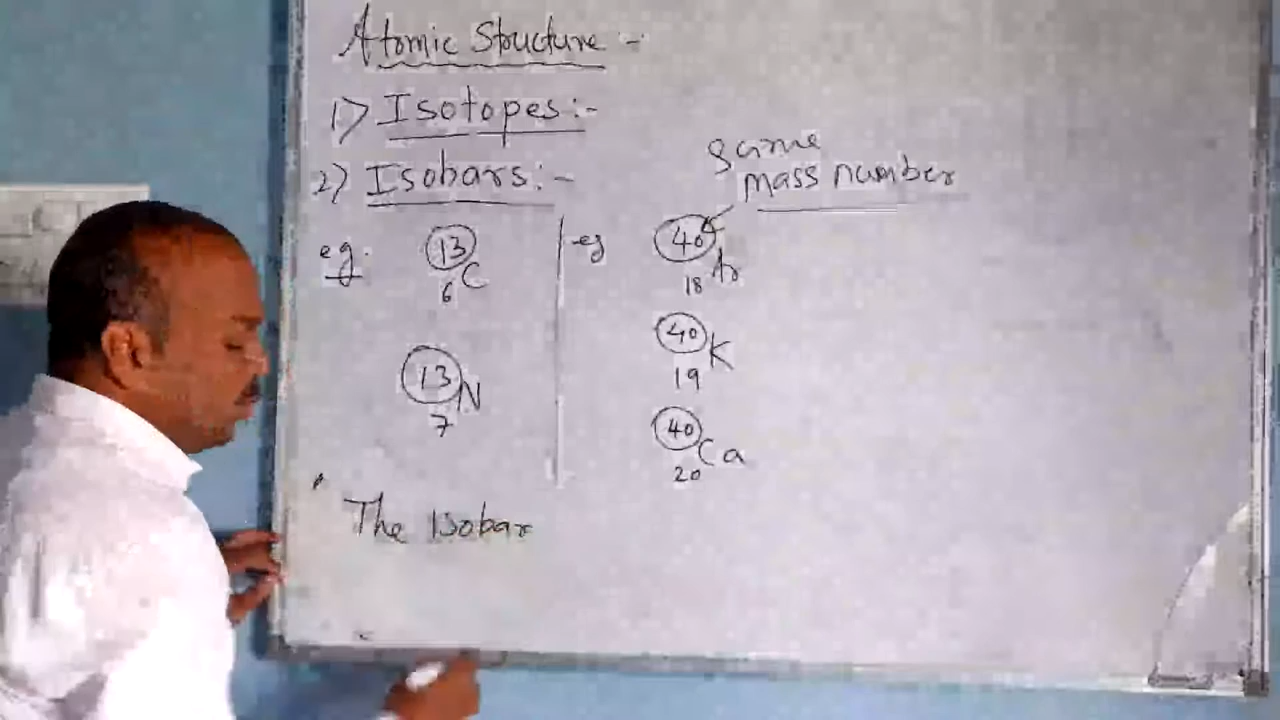 Atomic Structure :-
1) Isotopes:-
2) Isobars:-
same
mass number
eg.
13
6 C
13
7 N
eg
40
18 Ar
40
19 K
40
20 Ca
The Isobar